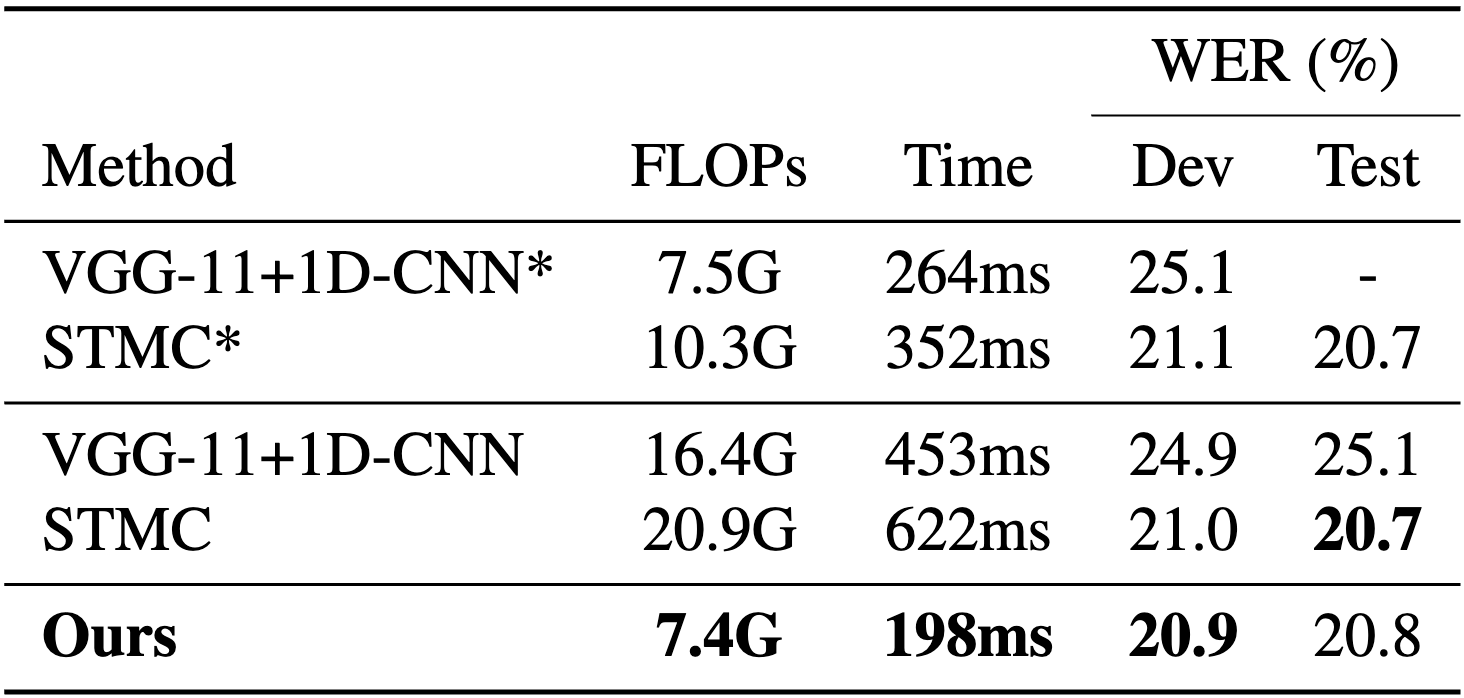 WER (%)
Method FLOPs Time Dev Test
VGG-11+1D-CNN* 7.5G 264ms 25.1 -
STMC* 10.3G 352ms 21.1 20.7
VGG-11+1D-CNN 16.4G 453ms 24.9 25.1
STMC 20.9G 622ms 21.0 20.7
Ours 7.4G 198ms 20.9 20.8